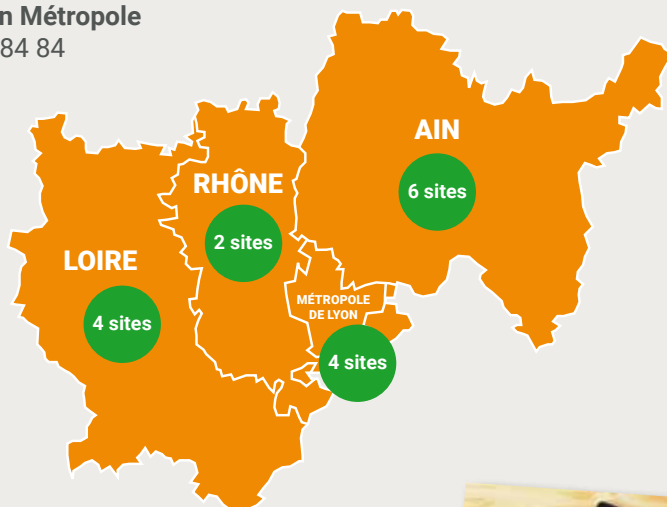 n Métropole
84 84
AIN
6 sites
RHÔNE
2 sites
LOIRE
4 sites
MÉTROPOLE
DE LYON
4 sites